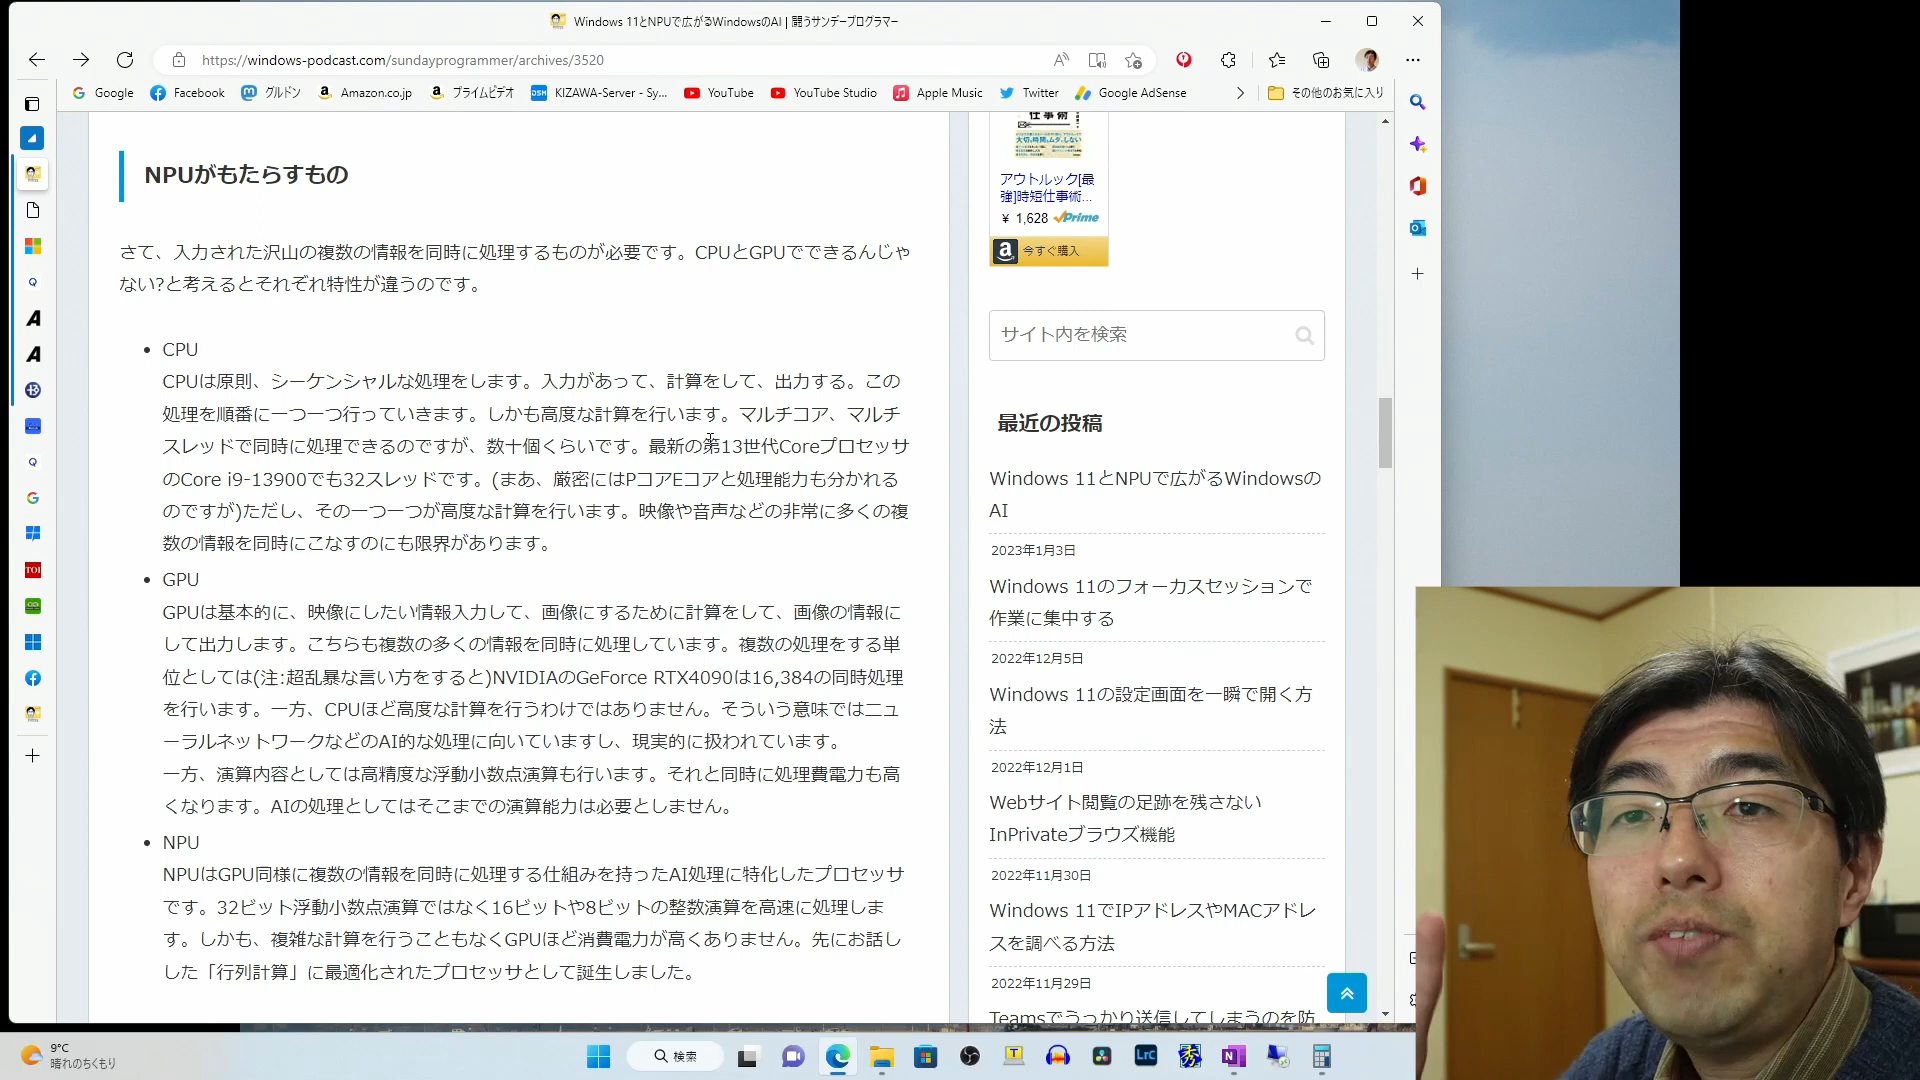 Windows 11とNPUで広がるWindowsのAI | 闘うサンデープログラマー
https://windows-podcast.com/sundayprogrammer/archives/3520
Google Facebook グルドン Amazon.co.jp プライムビデオ KIZAWA-Server - Sy... YouTube YouTube Studio Apple Music Twitter Google AdSense その他のお気に入り
NPUがもたらすもの
さて、入力された沢山の複数の情報を同時に処理するものが必要です。CPUとGPUでできるんじゃ
ない?と考えるとそれぞれ特性が違うのです。
CPU
CPUは原則、シーケンシャルな処理をします。入力があって、計算をして、出力する。この
処理を順番に一つ一つ行っていきます。しかも高度な計算を行います。マルチコア、マルチ
スレッドで同時に処理できるのですが、数十個くらいです。最新の第13世代Coreプロセッサ
のCore i9-13900でも32スレッドです。(まあ、厳密にはPコアEコアと処理能力も分かれる
のですが)ただし、その一つ一つが高度な計算を行います。映像や音声などの非常に多くの複
数の情報を同時にこなすのにも限界があります。
GPU
GPUは基本的に、映像にしたい情報入力して、画像にするために計算をして、画像の情報に
して出力します。こちらも複数の多くの情報を同時に処理しています。複数の処理をする単
位としては(注:超乱暴な言い方をすると)NVIDIAのGeForce RTX4090は16,384の同時処理
を行います。一方、CPUほど高度な計算を行うわけではありません。そういう意味ではニュ
ーラルネットワークなどのAI的な処理に向いていますし、現実的に扱われています。
一方、演算内容としては高精度な浮動小数点演算も行います。それと同時に処理費電力も高
くなります。AIの処理としてはそこまでの演算能力は必要としません。
NPU
NPUはGPU同様に複数の情報を同時に処理する仕組みを持ったAI処理に特化したプロセッサ
です。32ビット浮動小数点演算ではなく16ビットや8ビットの整数演算を高速に処理しま
す。しかも、複雑な計算を行うこともなくGPUほど消費電力が高くありません。先にお話し
した「行列計算」に最適化されたプロセッサとして誕生しました。
仕事術
大切な時間をムダにしない
アウトルック[最
強]時短仕事術...
¥ 1,628 Prime
a 今すぐ購入
サイト内を検索
最近の投稿
Windows 11とNPUで広がるWindowsの
AI
2023年1月3日
Windows 11のフォーカスセッションで
作業に集中する
2022年12月5日
Windows 11の設定画面を一瞬で開く方
法
2022年12月1日
Webサイト閲覧の足跡を残さない
InPrivateブラウズ機能
2022年11月30日
Windows 11でIPアドレスやMACアドレ
スを調べる方法
2022年11月29日
Teamsでうっかり送信してしまうのを防
9°C
晴れのちくもり
検索
T
Lrc
秀
N